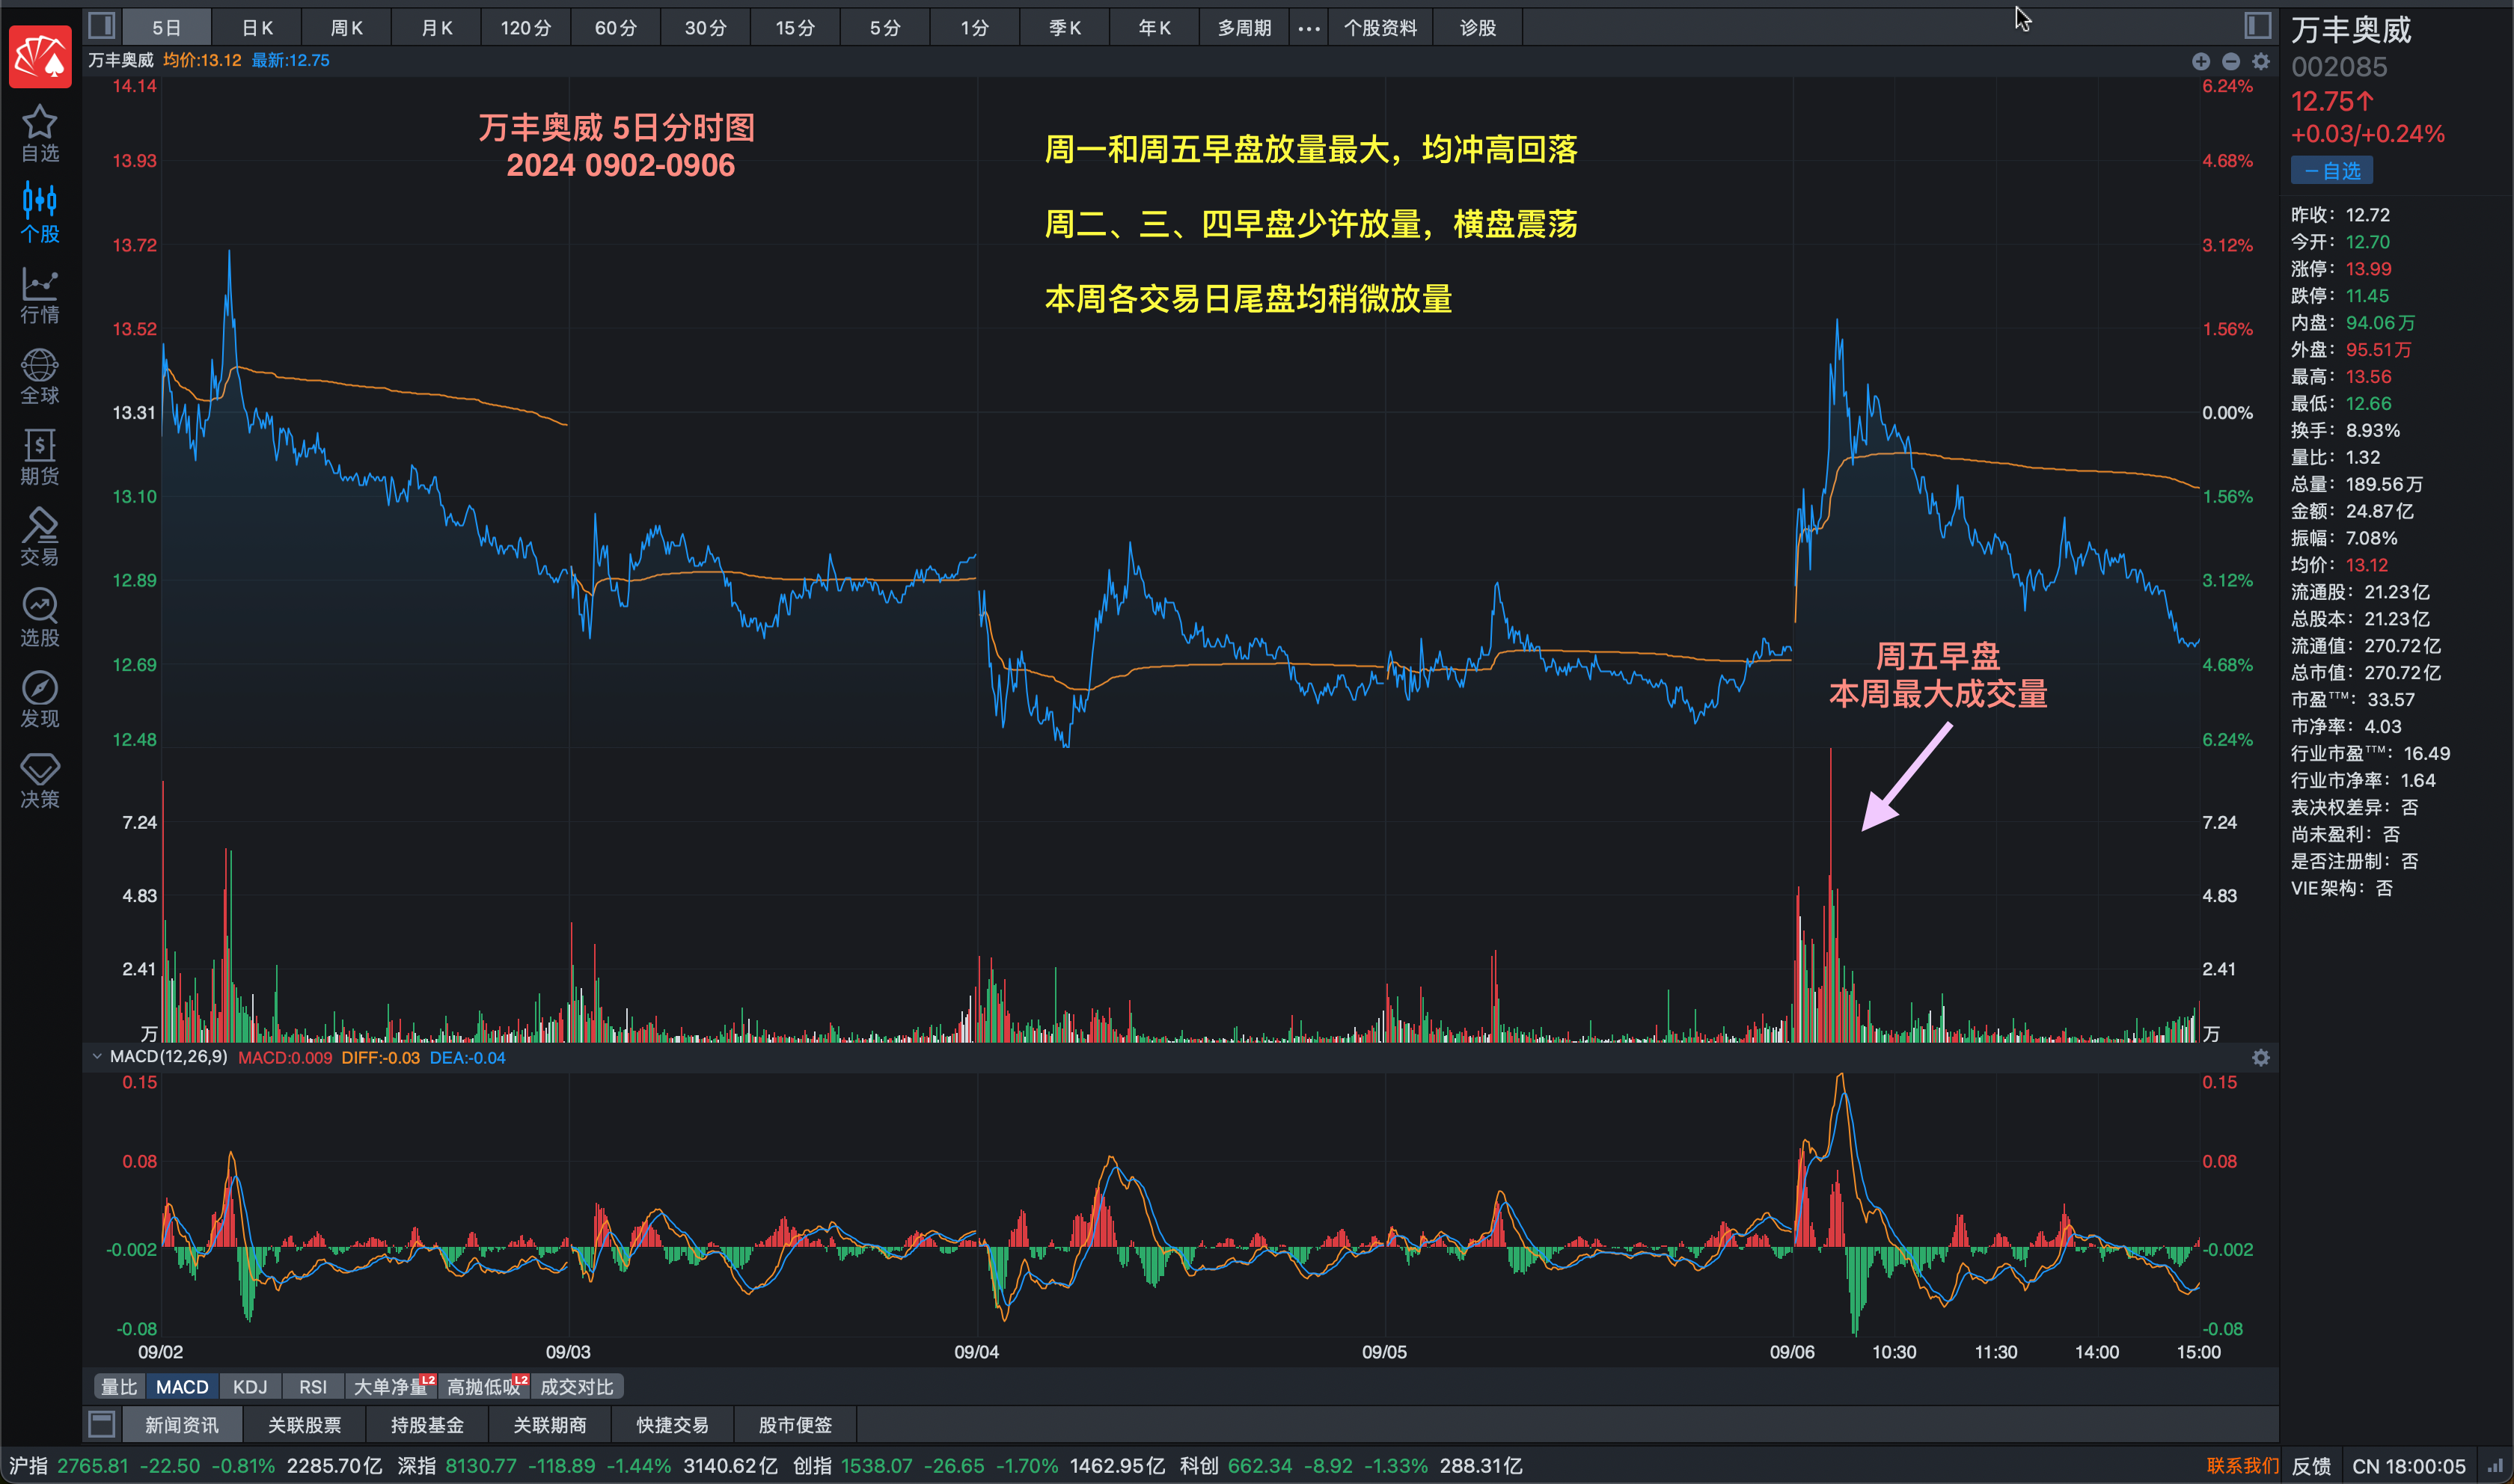 5日 日K 周K 月K 120分 60分 30分 15分 5分 1分 季K 年K 多周期 ··· 个股资料 诊股
万丰奥威 均价:13.12 最新:12.75
万丰奥威
002085
12.75↑
+0.03/+0.24%
－自选
昨收：12.72
今开：12.70
涨停：13.99
跌停：11.45
内盘：94.06万
外盘：95.51万
最高：13.56
最低：12.66
换手：8.93%
量比：1.32
总量：189.56万
金额：24.87亿
振幅：7.08%
均价：13.12
流通股：21.23亿
总股本：21.23亿
流通值：270.72亿
总市值：270.72亿
市盈TTM：33.57
市净率：4.03
行业市盈TTM：16.49
行业市净率：1.64
表决权差异：否
尚未盈利：否
是否注册制：否
VIE架构：否
自选
个股
行情
全球
期货
交易
选股
发现
决策
万丰奥威 5日分时图
2024 0902-0906
周一和周五早盘放量最大，均冲高回落
周二、三、四早盘少许放量，横盘震荡
本周各交易日尾盘均稍微放量
周五早盘
本周最大成交量
14.14 6.24%
13.93 4.68%
13.72 3.12%
13.52 1.56%
13.31 0.00%
13.10 1.56%
12.89 3.12%
12.69 4.68%
12.48 6.24%
7.24 7.24
4.83 4.83
2.41 2.41
万 万
MACD(12,26,9) MACD:0.009 DIFF:-0.03 DEA:-0.04
0.15 0.15
0.08 0.08
-0.002 -0.002
-0.08 -0.08
09/02 09/03 09/04 09/05 09/06 10:30 11:30 14:00 15:00
量比 MACD KDJ RSI 大单净量 L2 高抛低吸 L2 成交对比
新闻资讯 关联股票 持股基金 关联期商 快捷交易 股市便签
沪指 2765.81 -22.50 -0.81% 2285.70亿 深指 8130.77 -118.89 -1.44% 3140.62亿 创指 1538.07 -26.65 -1.70% 1462.95亿 科创 662.34 -8.92 -1.33% 288.31亿 联系我们 反馈 CN 18:00:05